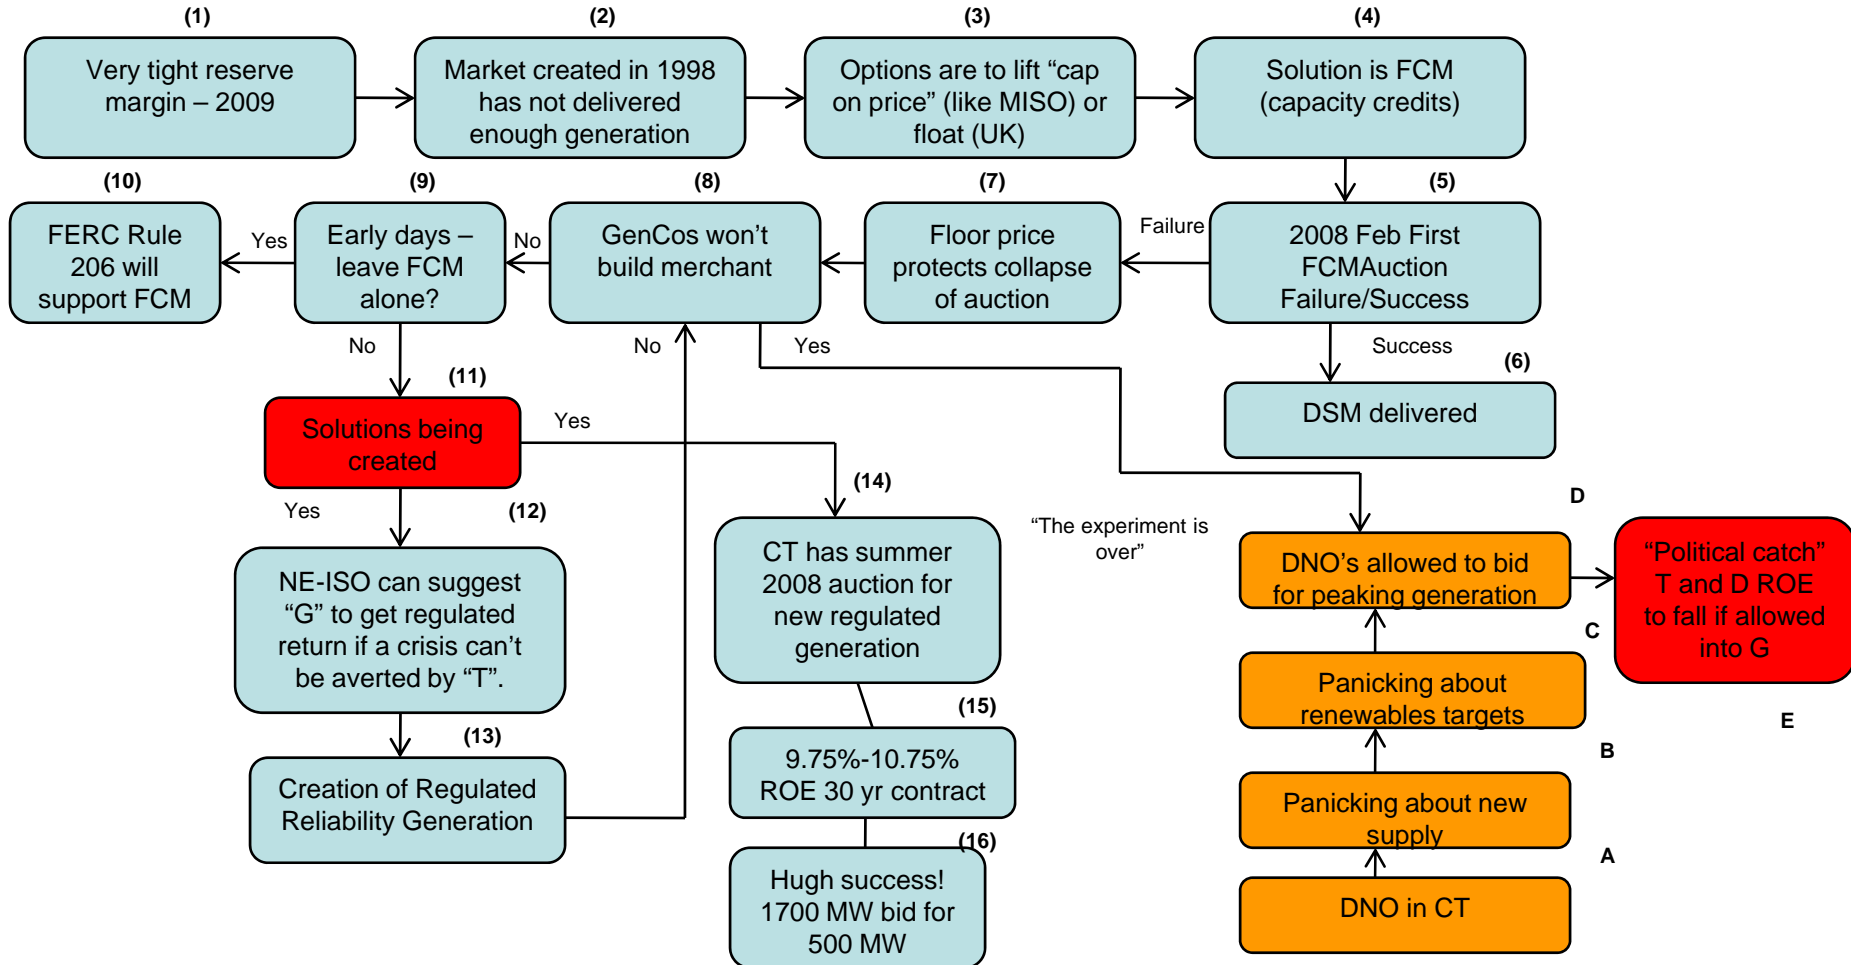 (1)
(2)
(3)
(4)
Very tight reserve
margin – 2009
Market created in 1998
has not delivered
enough generation
Options are to lift “cap
on price” (like MISO) or
float (UK)
Solution is FCM
(capacity credits)
(10)
(9)
(8)
(7)
(5)
FERC Rule
206 will
support FCM
Yes
Early days –
leave FCM
alone?
No
GenCos won’t
build merchant
Floor price
protects collapse
of auction
Failure
2008 Feb First
FCMAuction
Failure/Success
No
No
Yes
Success
(11)
(6)
Solutions being
created
Yes
DSM delivered
Yes
(12)
(14)
D
NE-ISO can suggest
“G” to get regulated
return if a crisis can’t
be averted by “T”.
CT has summer
2008 auction for
new regulated
generation
“The experiment is
over”
DNO’s allowed to bid
for peaking generation
“Political catch”
T and D ROE
to fall if allowed
into G
C
Panicking about
renewables targets
(13)
(15)
E
B
Creation of Regulated
Reliability Generation
9.75%-10.75%
ROE 30 yr contract
Panicking about new
supply
(16)
A
Hugh success!
1700 MW bid for
500 MW
DNO in CT